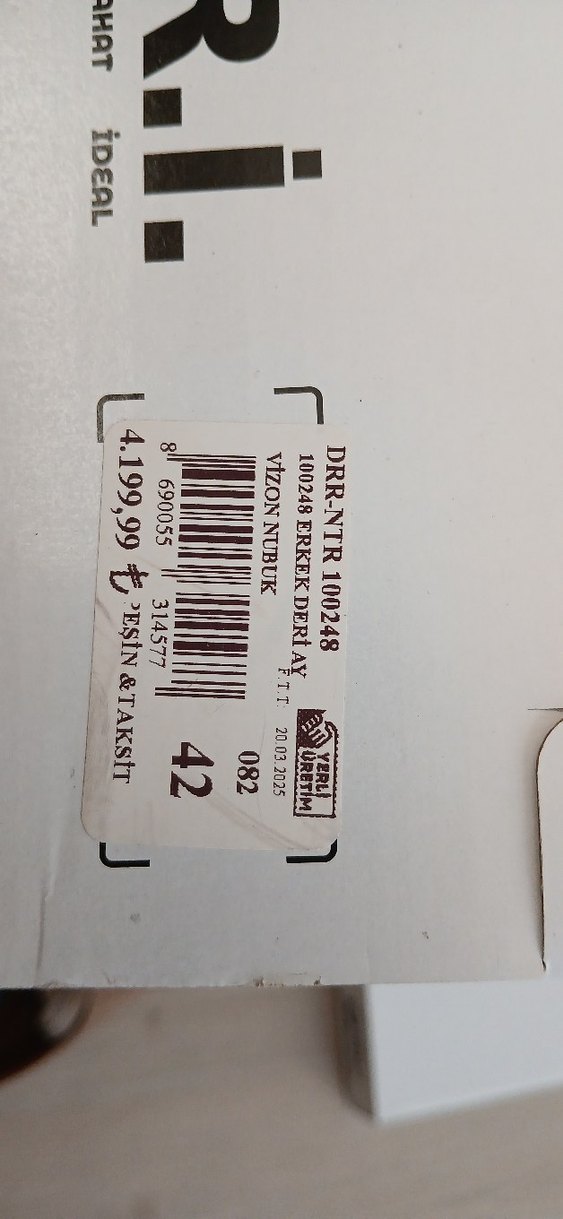 R.İ.
İDEAL
DRR-NTR 100248
100248 ERKEK DERİ AY
VİZON NUBUK
F.T.T 20.03.2025
YERLİ
ÜRETİM
082
42
8 690055 314577
4.199,99 ₺ PEŞİN & TAKSİT